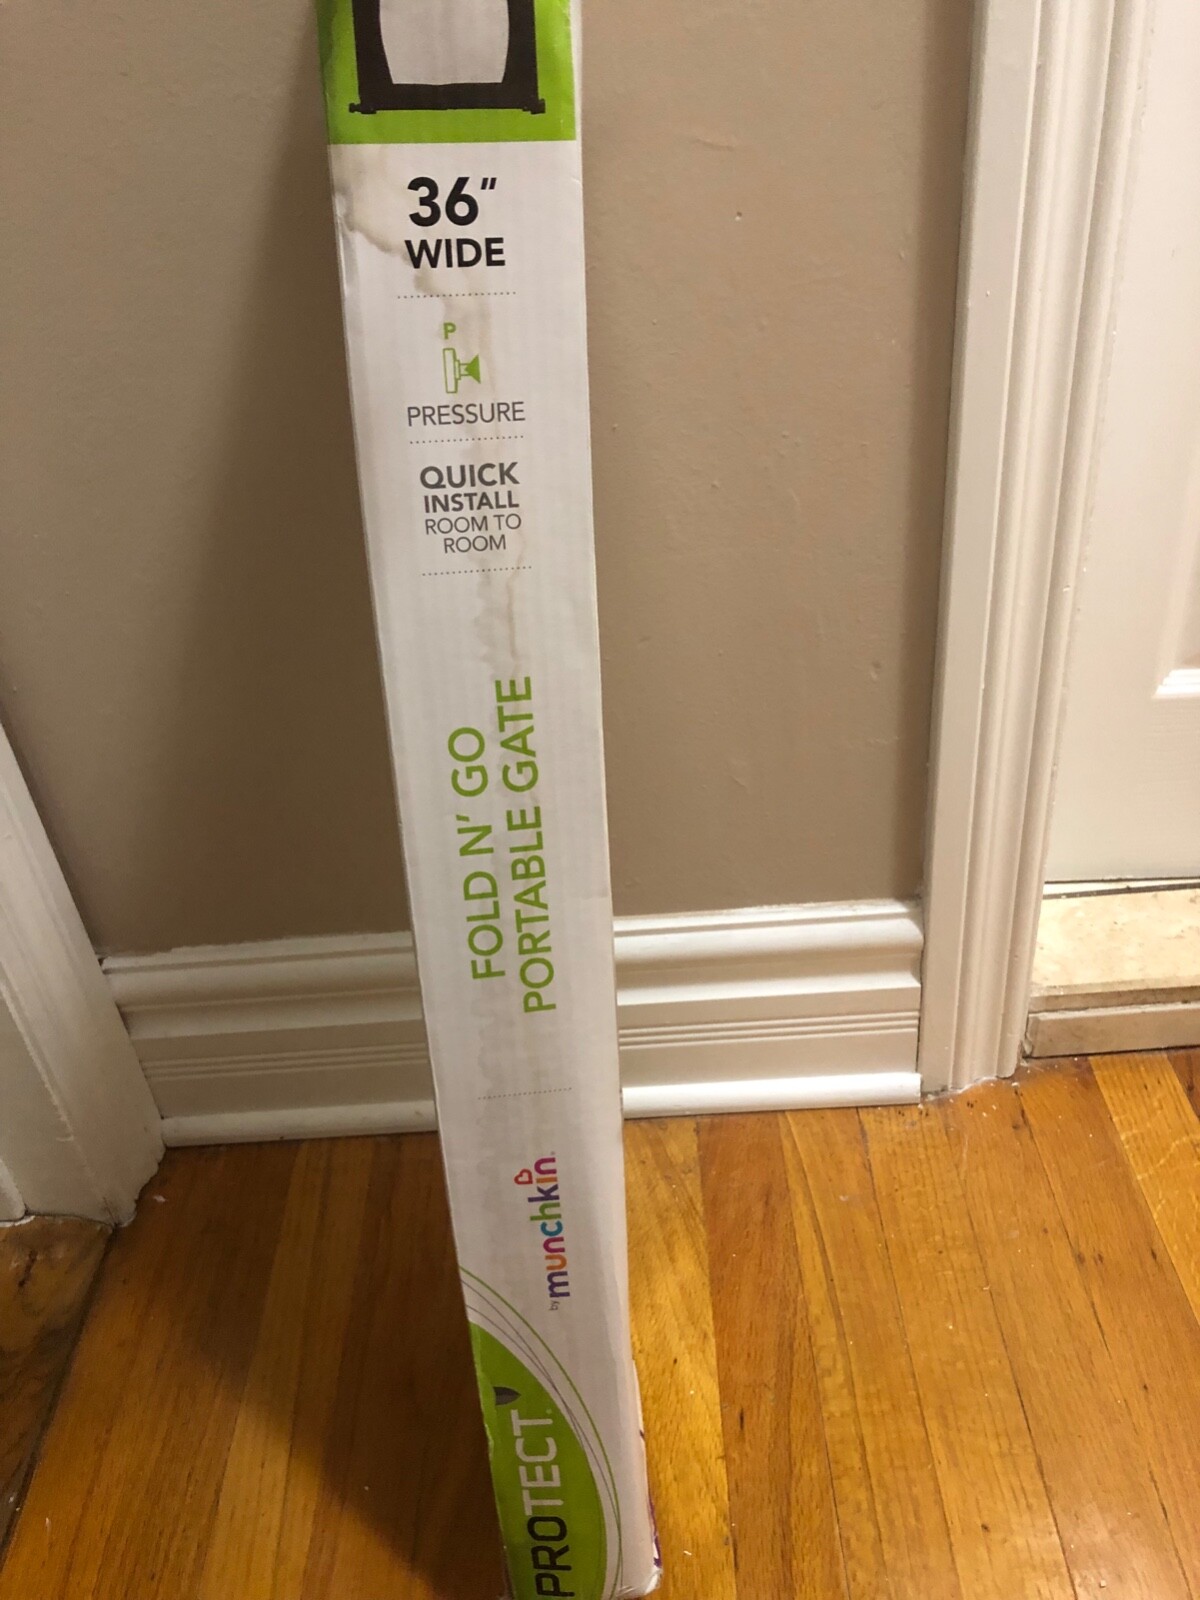 36"
WIDE
P
PRESSURE
QUICK
INSTALL
ROOM TO
ROOM
FOLD N' GO
PORTABLE GATE
by munchkin.
PROTECT